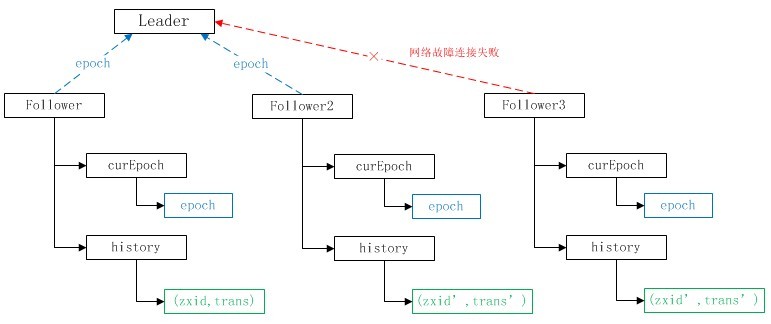 Leader
网络故障连接失败
epoch
epoch
Follower
Follower2
Follower3
curEpoch
curEpoch
curEpoch
epoch
epoch
epoch
history
history
history
(zxid,trans)
(zxid’,trans’)
(zxid’,trans’)